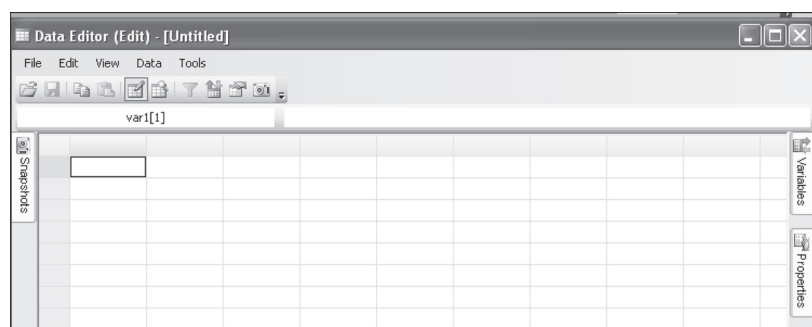 Data Editor (Edit) - [Untitled]
File Edit View Data Tools
var1[1]
Snapshots
Variables
Properties